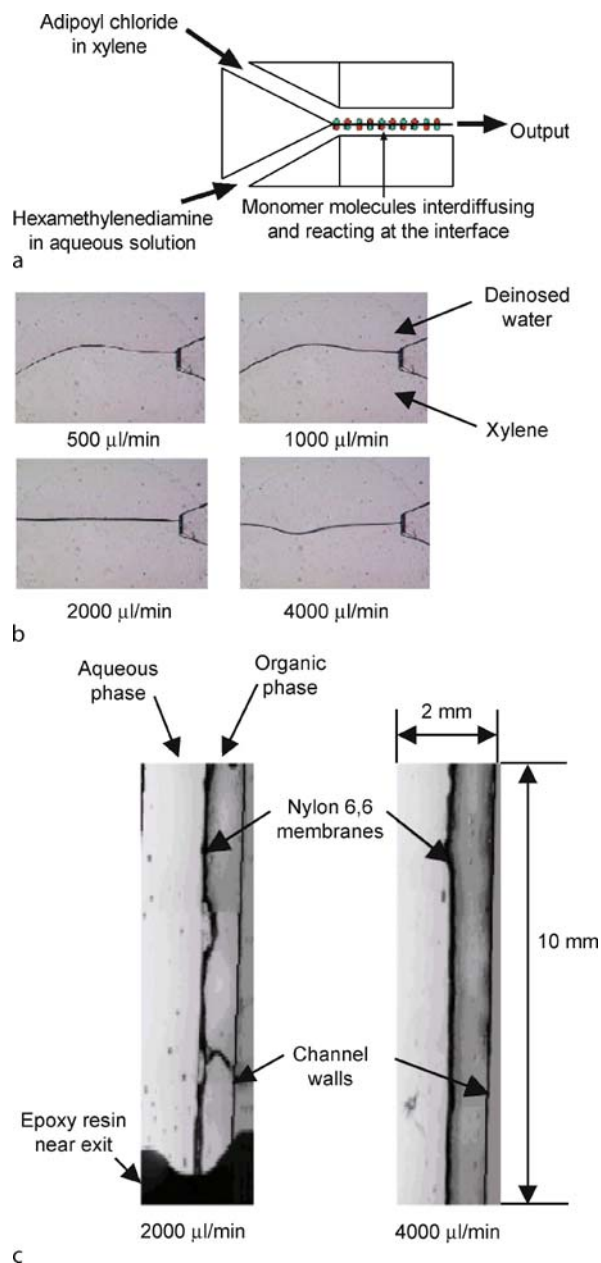 Adipoyl chloride
in xylene
Output
Hexamethylenediamine
in aqueous solution
Monomer molecules interdiffusing
and reacting at the interface
a
Deinosed
water
Xylene
500 μl/min
1000 μl/min
2000 μl/min
4000 μl/min
b
Aqueous
phase
Organic
phase
2 mm
Nylon 6,6
membranes
10 mm
Channel
walls
Epoxy resin
near exit
2000 μl/min
4000 μl/min
c